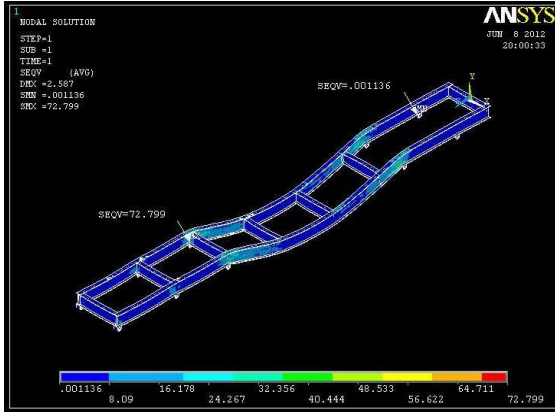 1
NODAL SOLUTION
STEP=1
SUB =1
TIME=1
SEQV (AVG)
DMX=2.587
SMN =.001136
SMX=72.799
ANSYS
JUN 8 2012
20:00:33
SEQV=.001136
Y
X
SEQV=72.799
.001136 16.178 32.356 48.533 64.711
8.09 24.267 40.444 56.622 72.799